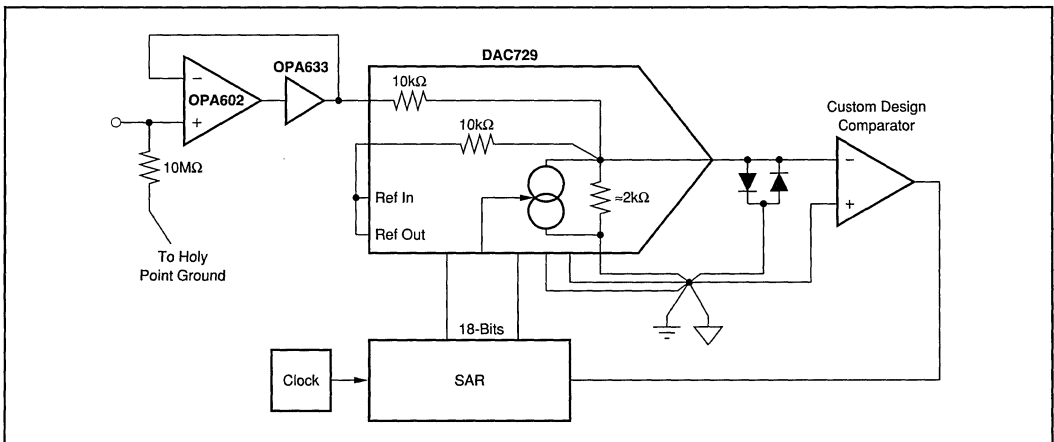 DAC729
OPA633
OPA602
−
+
10kΩ
10kΩ
10MΩ
Ref In
Ref Out
≈2kΩ
Custom Design
Comparator
−
+
To Holy
Point Ground
18-Bits
Clock
SAR